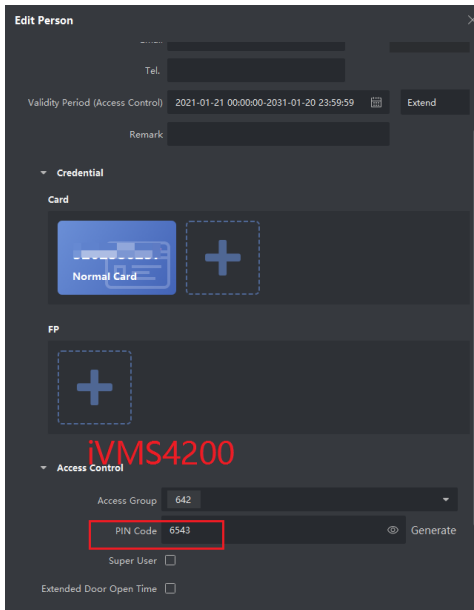 Edit Person
Tel.
Validity Period (Access Control) 2021-01-21 00:00:00-2031-01-20 23:59:59 Extend
Remark
Credential
Card
Normal Card
FP
iVMS4200
Access Control
Access Group 642
PIN Code 6543 Generate
Super User
Extended Door Open Time